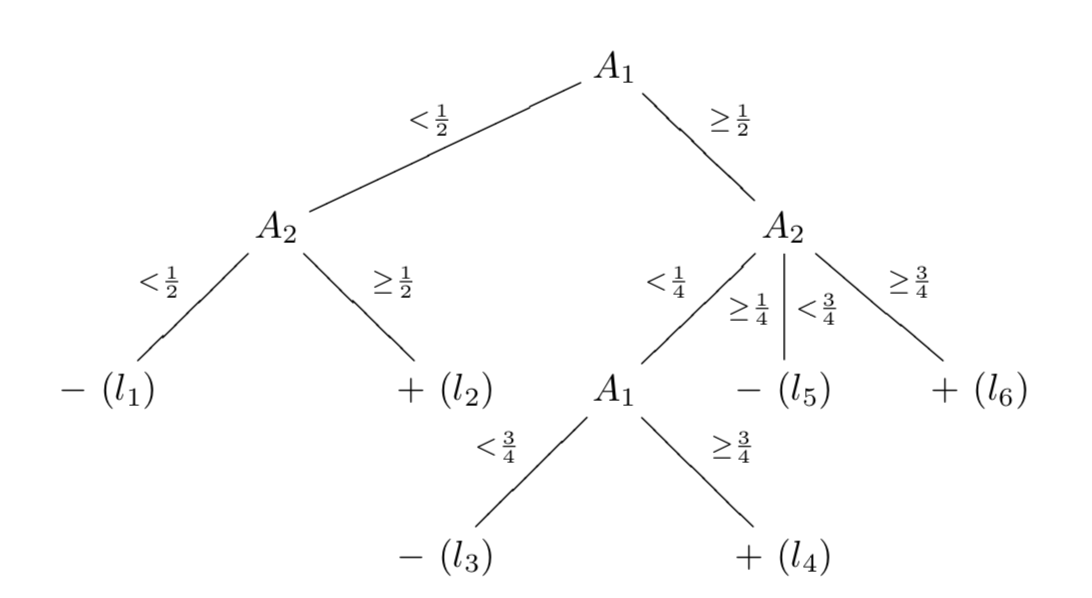 A₁
< 1/2 ≥ 1/2
A₂ A₂
< 1/2 ≥ 1/2 < 1/4 ≥ 1/4 < 3/4 ≥ 3/4
− (l₁) + (l₂) A₁ − (l₅) + (l₆)
< 3/4 ≥ 3/4
− (l₃) + (l₄)